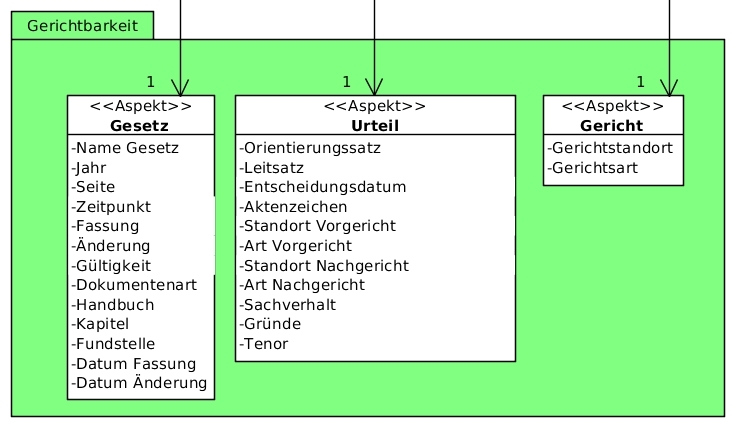 Gerichtbarkeit
1
1
1
<<Aspekt>>
Gesetz
-Name Gesetz
-Jahr
-Seite
-Zeitpunkt
-Fassung
-Änderung
-Gültigkeit
-Dokumentenart
-Handbuch
-Kapitel
-Fundstelle
-Datum Fassung
-Datum Änderung
<<Aspekt>>
Urteil
-Orientierungssatz
-Leitsatz
-Entscheidungsdatum
-Aktenzeichen
-Standort Vorgericht
-Art Vorgericht
-Standort Nachgericht
-Art Nachgericht
-Sachverhalt
-Gründe
-Tenor
<<Aspekt>>
Gericht
-Gerichtstandort
-Gerichtsart